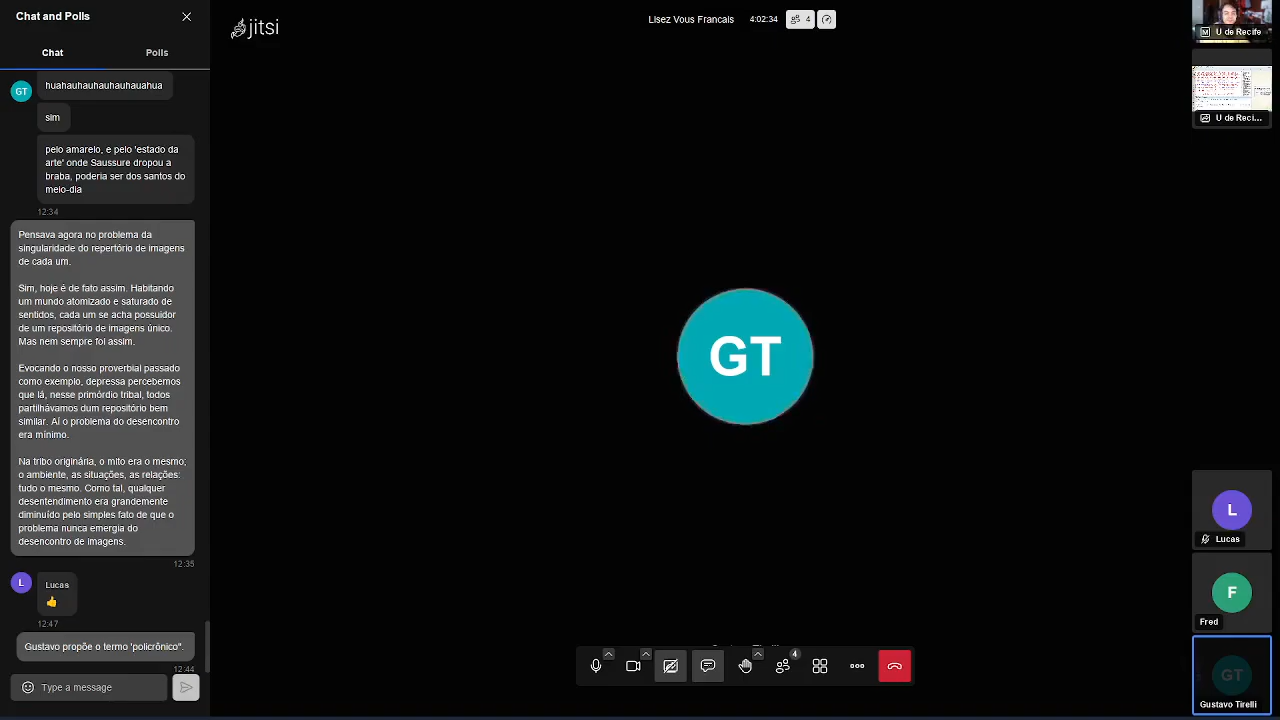 Chat and Polls
Chat
Polls
GT
huahauhauhauhauhauahua
sm
pelo amarelo, e pelo 'estado da
arte' onde Saussure dropou a
braba, poderia ser dos santos do
meio-dia
12:34
Pensava agora no problema da
singularidade do repertório de imagens
de cada um.
Sim, hoje é de fato assim. Habitando
um mundo atomizado e saturado de
sentidos, cada um se acha possuidor
de um repositório de imagens único.
Mas nem sempre foi assim.
Tomando nosso proverbial passado
como exemplo, depressa percebemos
que lá, nesse primórdio tribal, todos
partilhávamos dum repositório bem
similar. Aí o problema do desencontro
era mínimo.
Na tribo originária, o mito era o mesmo;
o ambiente, as situações, as relações:
tudo o mesmo. Como tal, qualquer
desentendimento era grandemente
diminuído pelo simples fato de que o
problema nunca emergia do
desencontro de imagens.
12:35
L
Lucas
12:47
Gustavo propõe o termo 'policrônico".
12:44
Type a message
jitsi
Lisez Vous Francais
4:02:34
4
GT
4
U de Recife
U de Reci...
L
Lucas
F
Fred
GT
Gustavo Tirelli